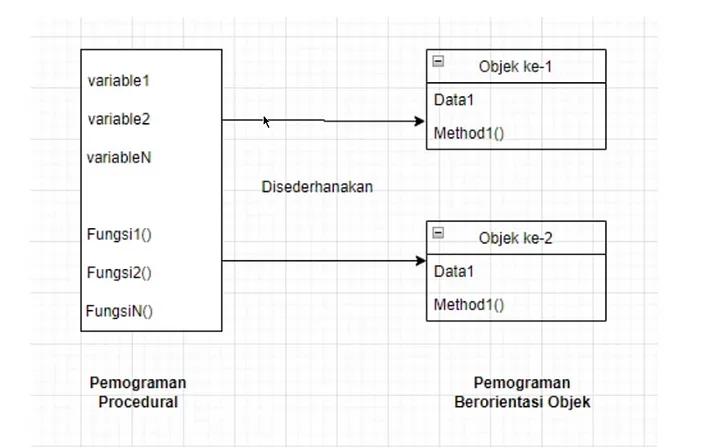 variable1
variable2
variableN
Fungsi1()
Fungsi2()
FungsiN()
Disederhanakan
Objek ke-1
Data1
Method1()
Objek ke-2
Data1
Method1()
Pemograman
Procedural
Pemograman
Berorientasi Objek